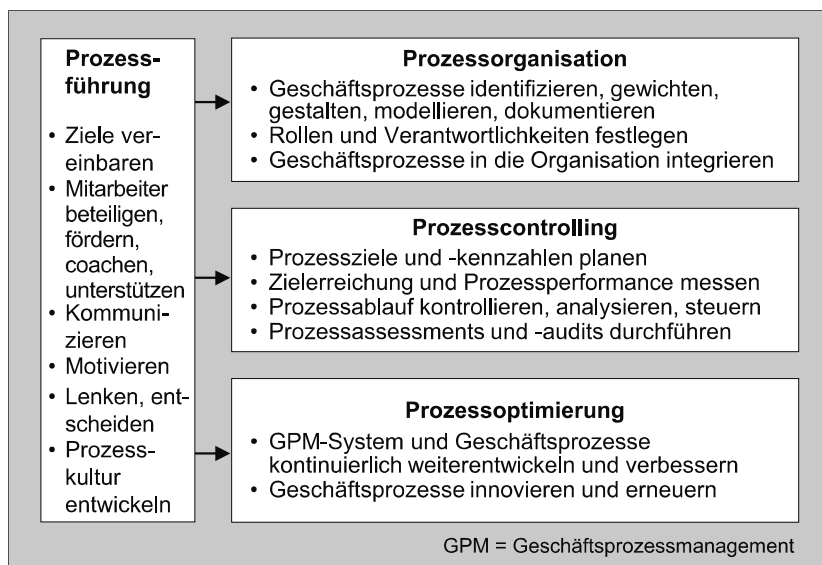 Prozess-
führung
• Ziele ver-
einbaren
• Mitarbeiter
beteiligen,
fördern,
coachen,
unterstützen
• Kommuni-
zieren
• Motivieren
• Lenken, ent-
scheiden
• Prozess-
kultur
entwickeln
Prozessorganisation
• Geschäftsprozesse identifizieren, gewichten,
gestalten, modellieren, dokumentieren
• Rollen und Verantwortlichkeiten festlegen
• Geschäftsprozesse in die Organisation integrieren
Prozesscontrolling
• Prozessziele und -kennzahlen planen
• Zielerreichung und Prozessperformance messen
• Prozessablauf kontrollieren, analysieren, steuern
• Prozessassessments und -audits durchführen
Prozessoptimierung
• GPM-System und Geschäftsprozesse
kontinuierlich weiterentwickeln und verbessern
• Geschäftsprozesse innovieren und erneuern
GPM = Geschäftsprozessmanagement